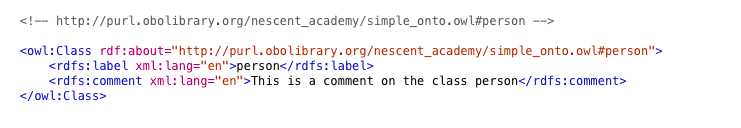 <!-- http://purl.obolibrary.org/nescent_academy/simple_onto.owl#person -->
<owl:Class rdf:about="http://purl.obolibrary.org/nescent_academy/simple_onto.owl#person">
<rdfs:label xml:lang="en">person</rdfs:label>
<rdfs:comment xml:lang="en">This is a comment on the class person</rdfs:comment>
</owl:Class>